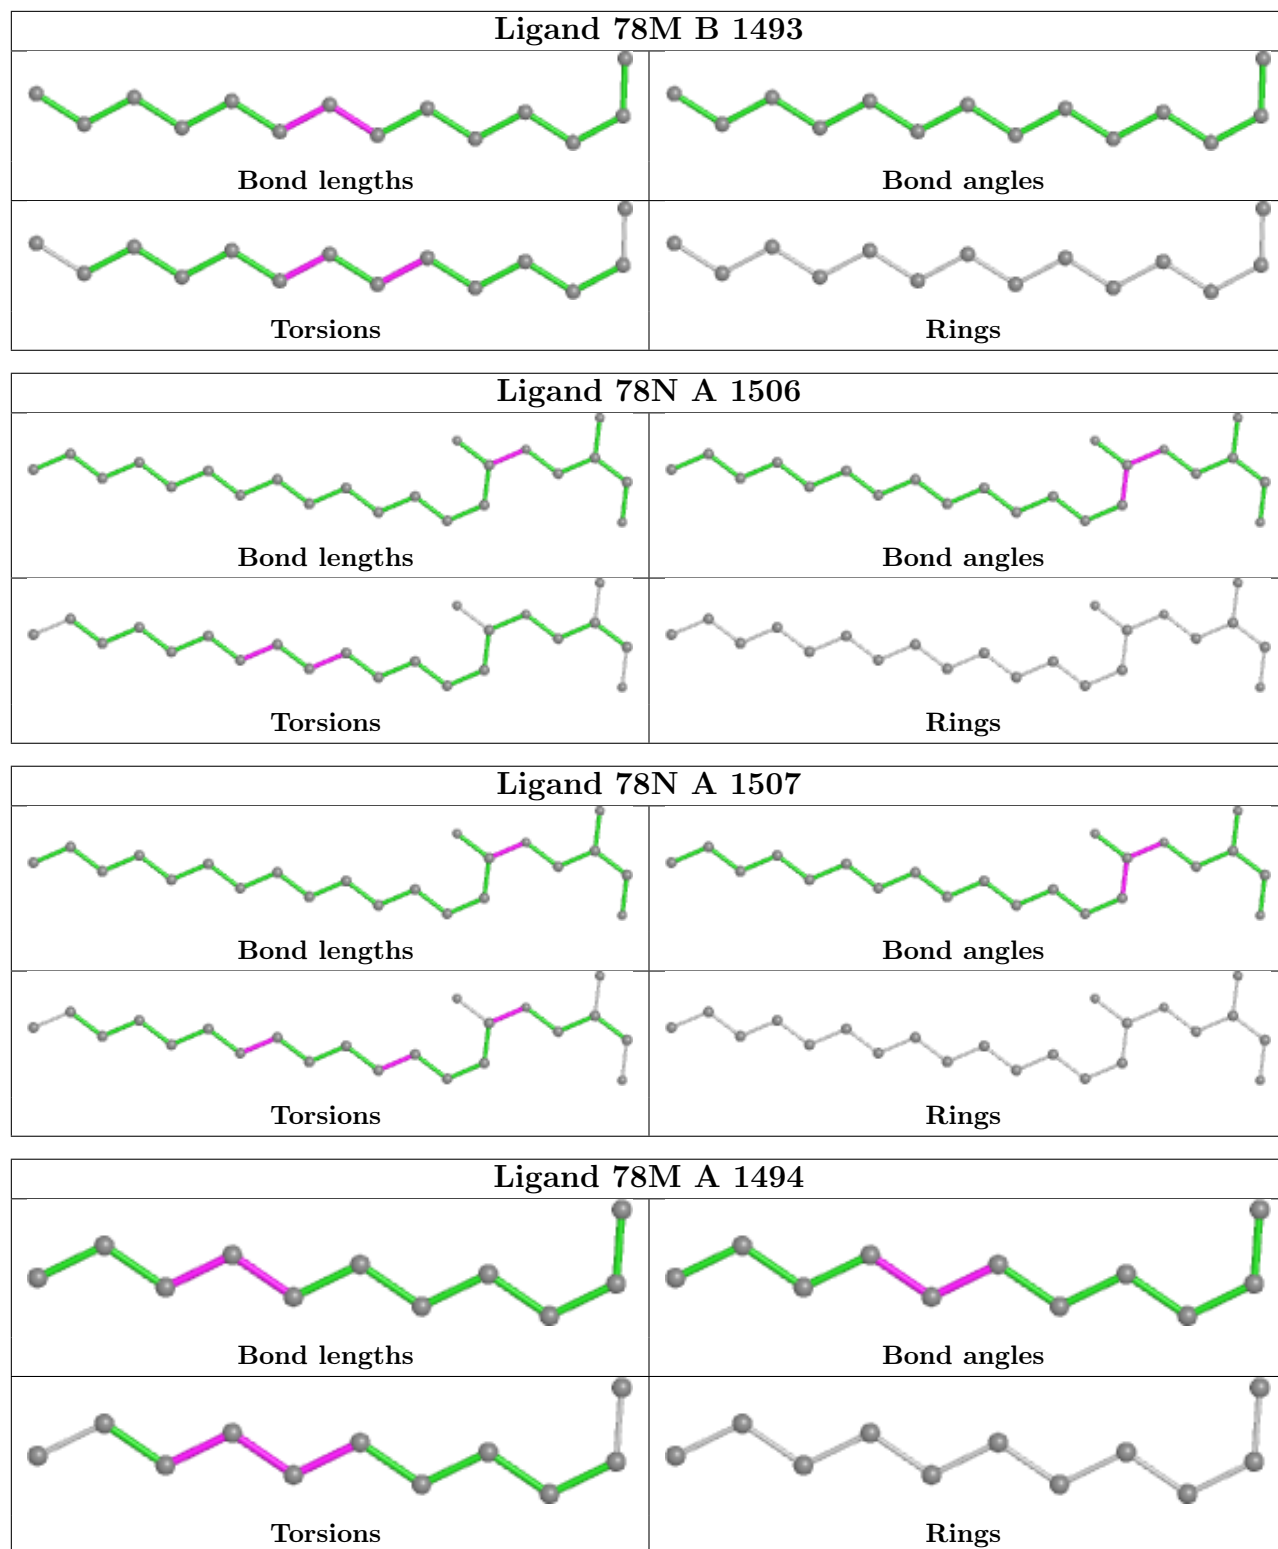 Ligand 78M B 1493
Bond lengths
Bond angles
Torsions
Rings
Ligand 78N A 1506
Bond lengths
Bond angles
Torsions
Rings
Ligand 78N A 1507
Bond lengths
Bond angles
Torsions
Rings
Ligand 78M A 1494
Bond lengths
Bond angles
Torsions
Rings